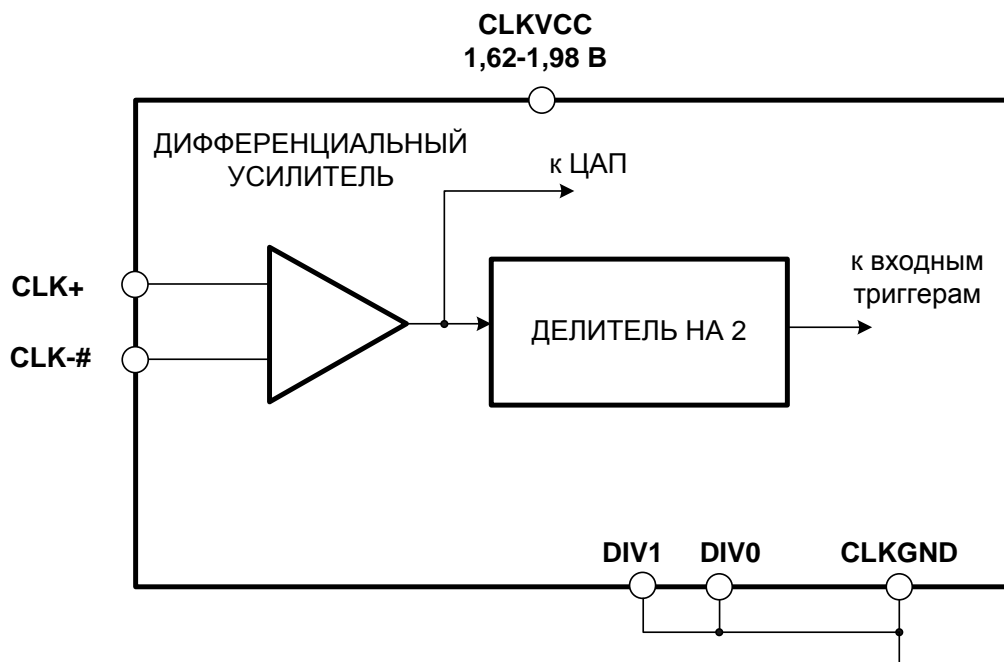 CLKVCC
1,62-1,98 В
ДИФФЕРЕНЦИАЛЬНЫЙ
УСИЛИТЕЛЬ
к ЦАП
CLK+
CLK-#
ДЕЛИТЕЛЬ НА 2
к входным
триггерам
DIV1
DIV0
CLKGND